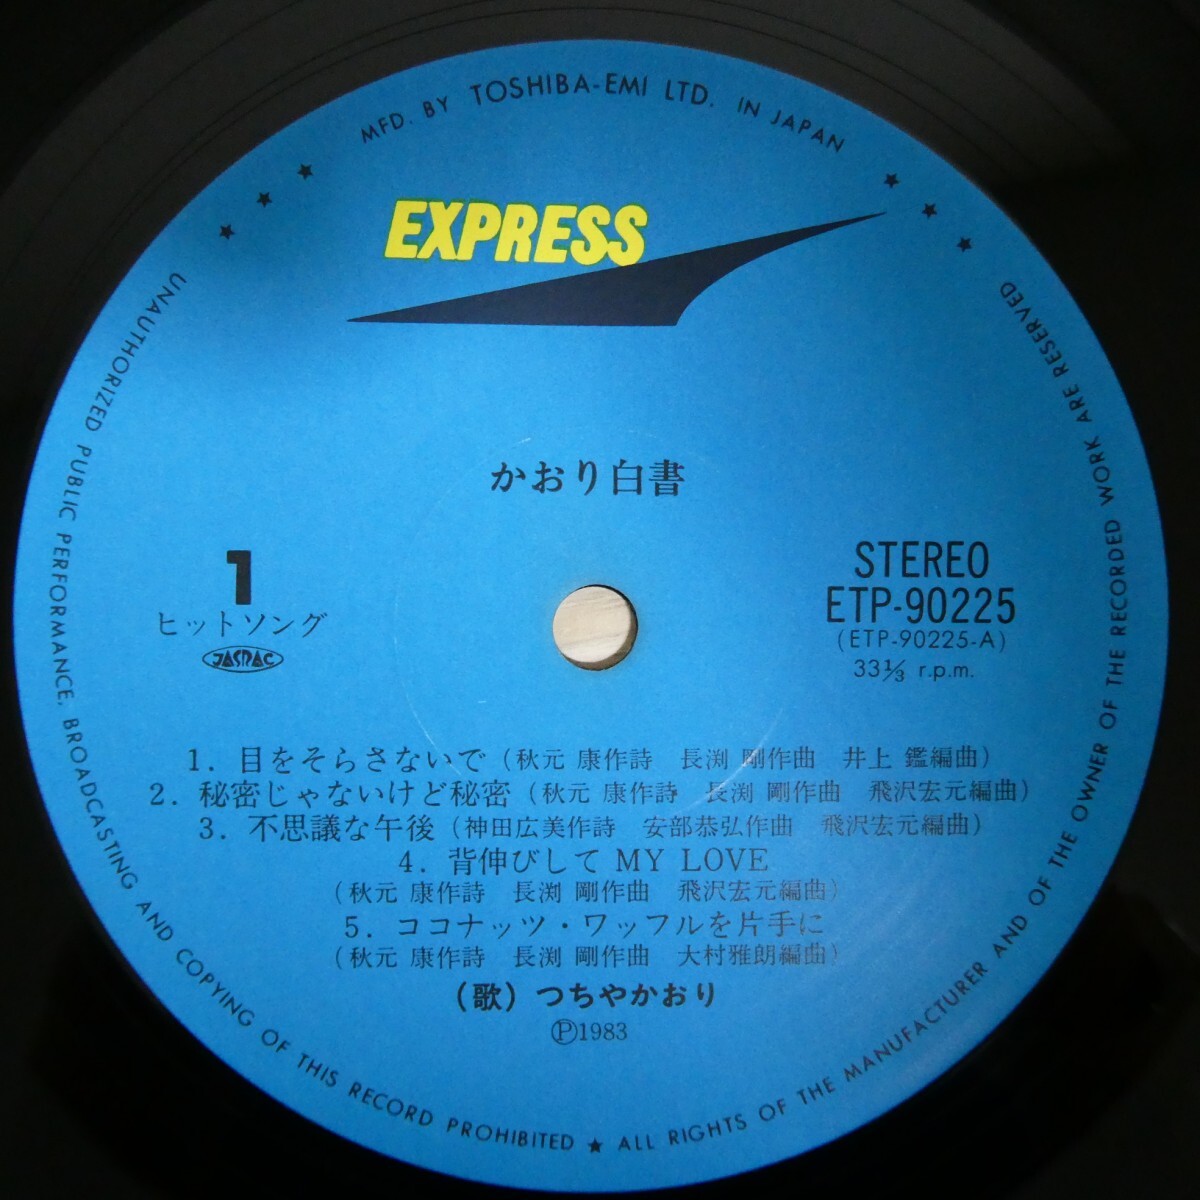 MFD. BY TOSHIBA-EMI LTD. IN JAPAN
EXPRESS
かおり白書
1
ヒットソング
JASRAC
STEREO
ETP-90225
(ETP-90225-A)
33⅓ r.p.m.
1. 目をそらさないで (秋元 康作詩 長渕 剛作曲 井上 鑑編曲)
2. 秘密じゃないけど秘密 (秋元 康作詩 長渕 剛作曲 飛沢宏元編曲)
3. 不思議な午後 (神田広美作詩 安部恭弘作曲 飛沢宏元編曲)
4. 背伸びして MY LOVE
(秋元 康作詩 長渕 剛作曲 飛沢宏元編曲)
5. ココナッツ・ワッフルを片手に
(秋元 康作詩 長渕 剛作曲 大村雅朗編曲)
(歌) つちやかおり
Ⓟ1983
UNAUTHORIZED PUBLIC PERFORMANCE, BROADCASTING AND COPYING OF THIS RECORD PROHIBITED ★ ALL RIGHTS OF THE MANUFACTURER AND OF THE OWNER OF THE RECORDED WORK ARE RESERVED